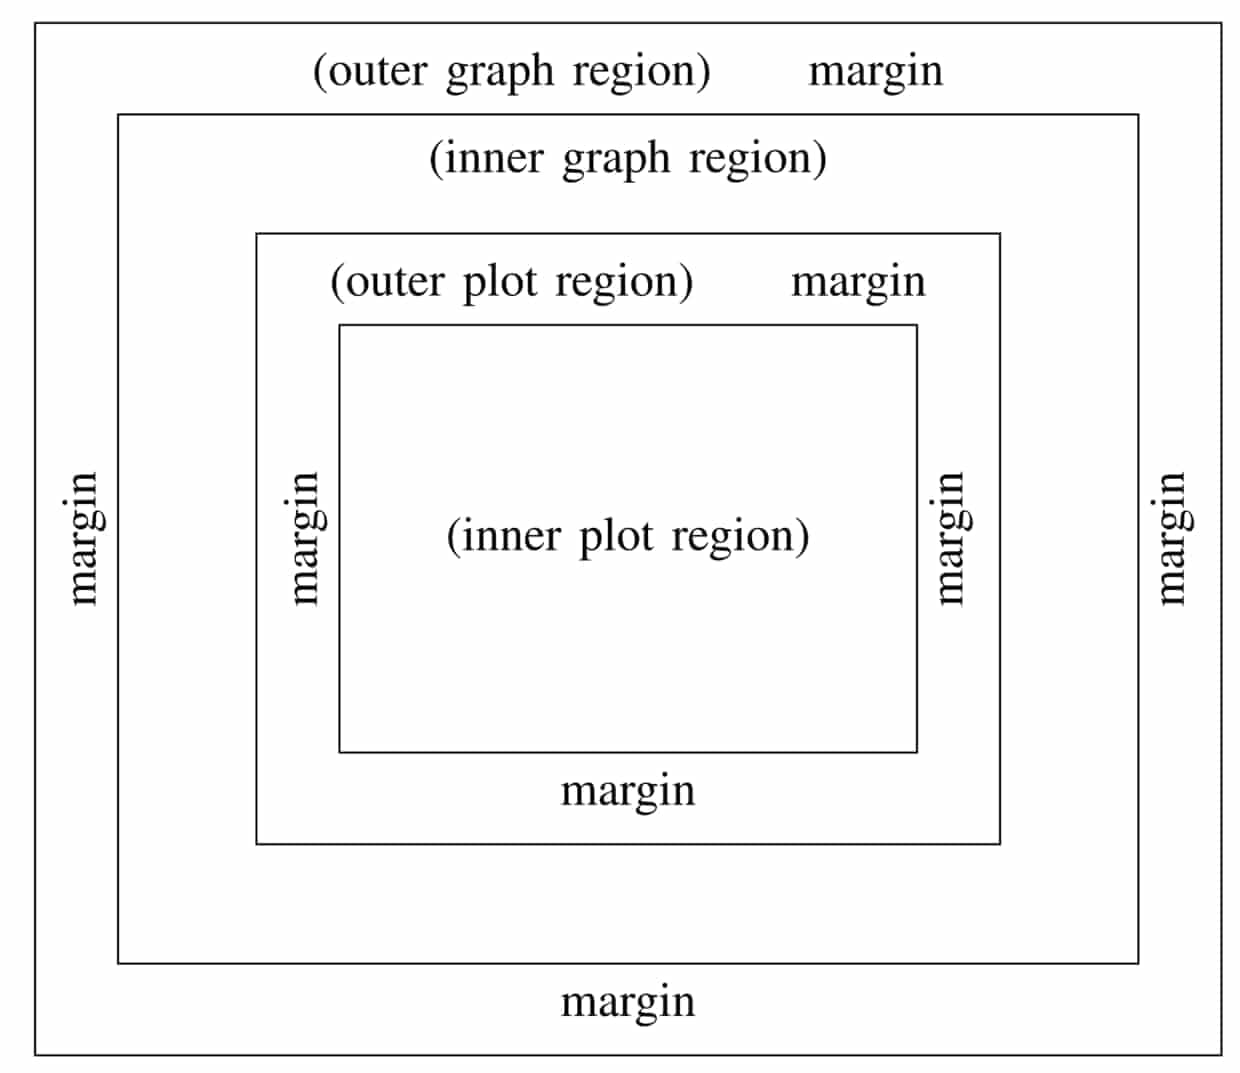 (outer graph region) margin
(inner graph region)
(outer plot region) margin
margin
margin
(inner plot region)
margin
margin
margin
margin